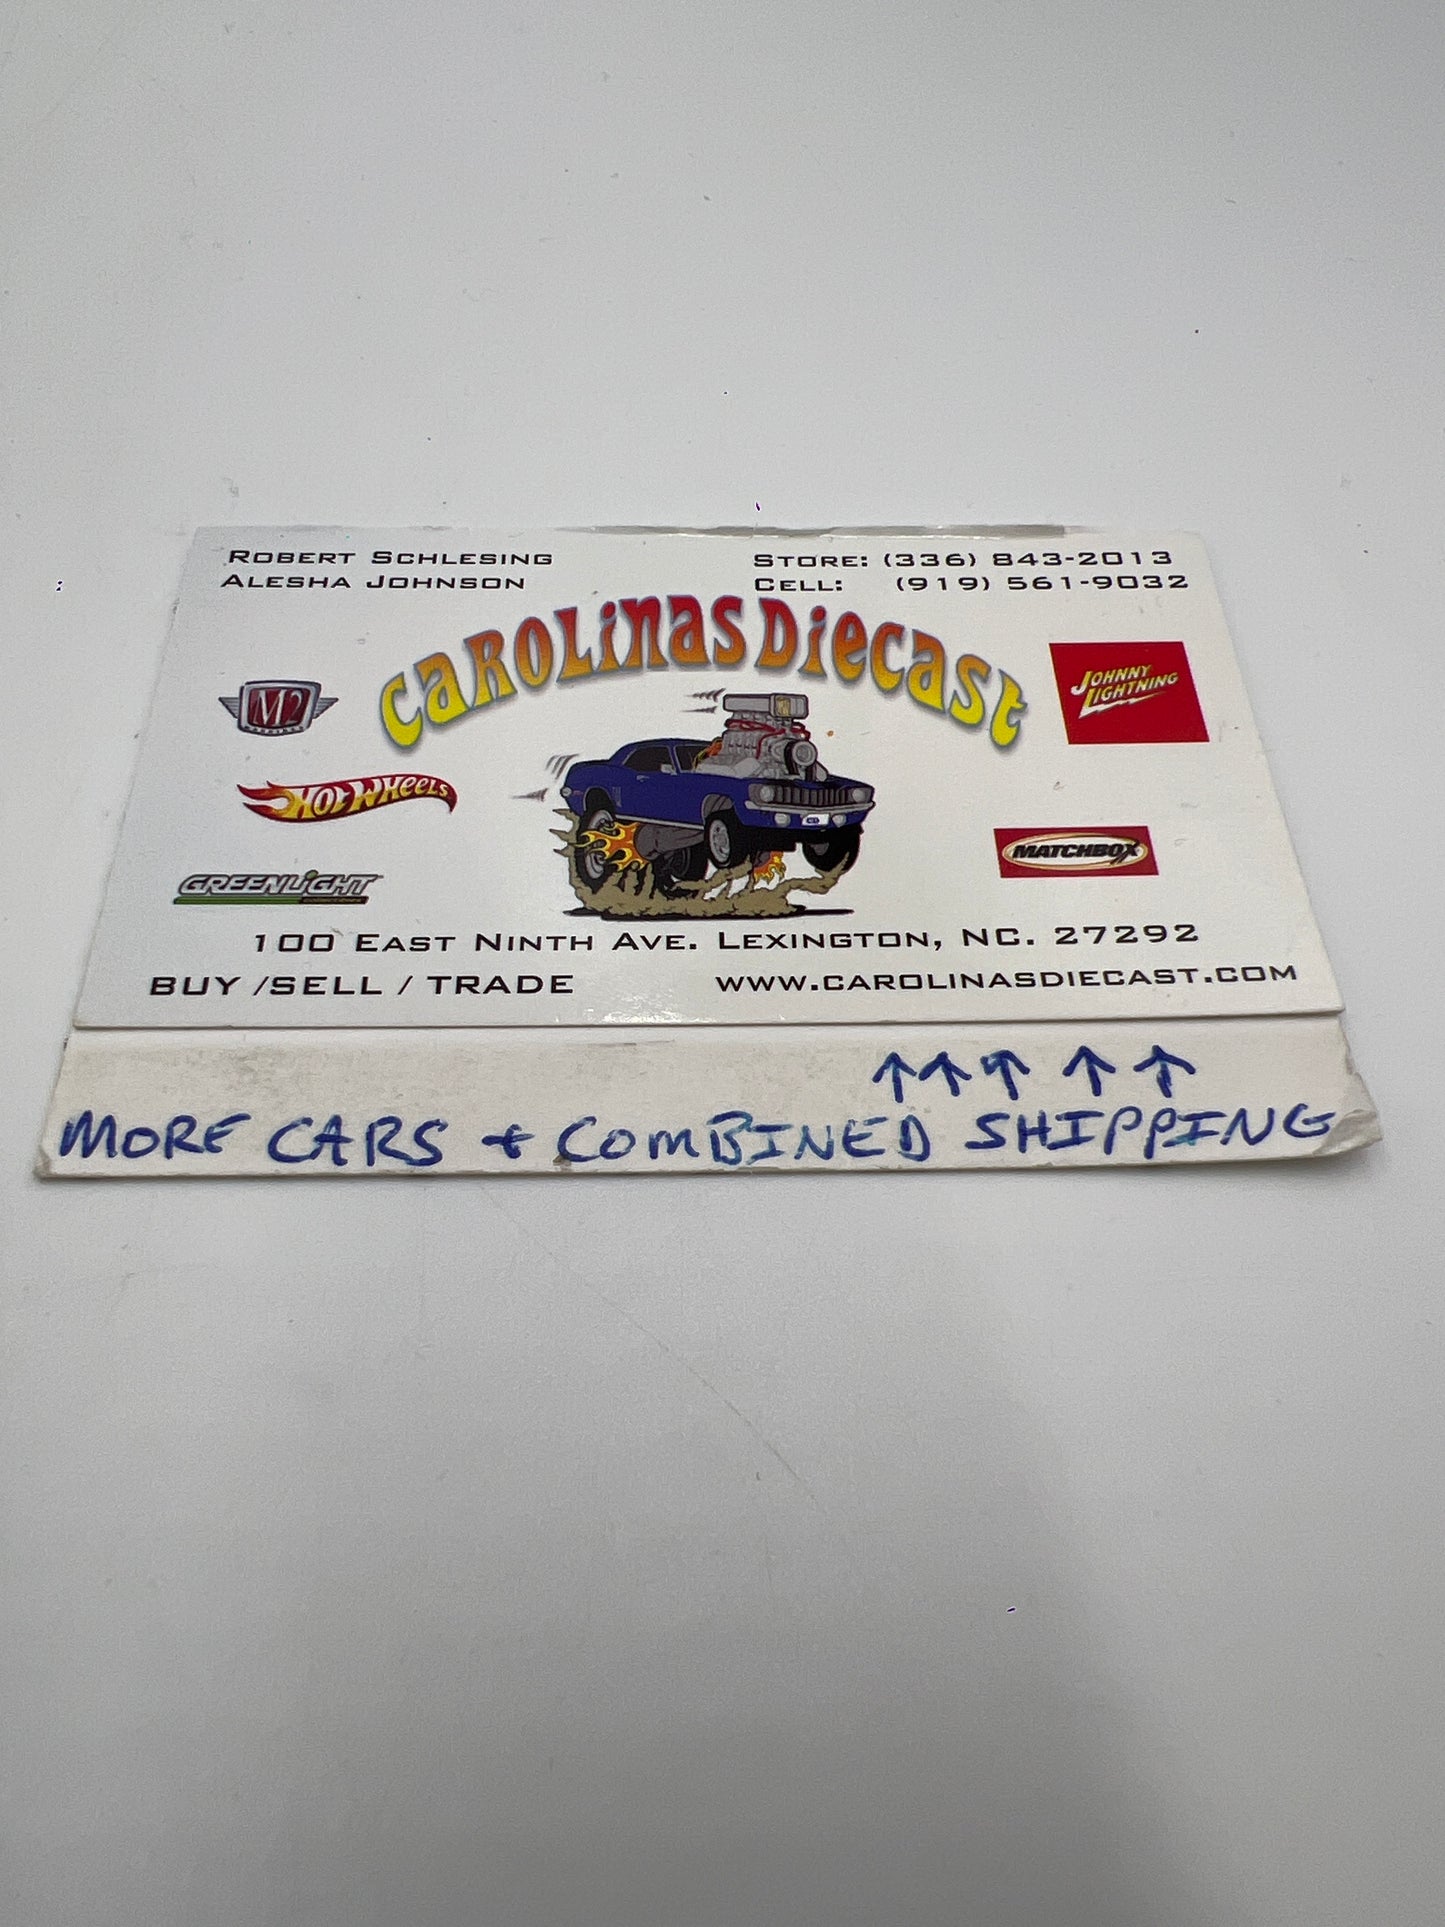 ROBERT SCHLESING
ALESHA JOHNSON
STORE: (336) 843-2013
CELL: (919) 561-9032
CAROLINAS DIECAST
M2
JOHNNY LIGHTNING
HOT WHEELS
MATCHBOX
GREENLIGHT
COLLECTIBLES
100 EAST NINTH AVE. LEXINGTON, NC. 27292
BUY /SELL / TRADE
WWW.CAROLINASDIECAST.COM
↑ ↑ ↑ ↑ ↑
MORE CARS + COMBINED SHIPPING